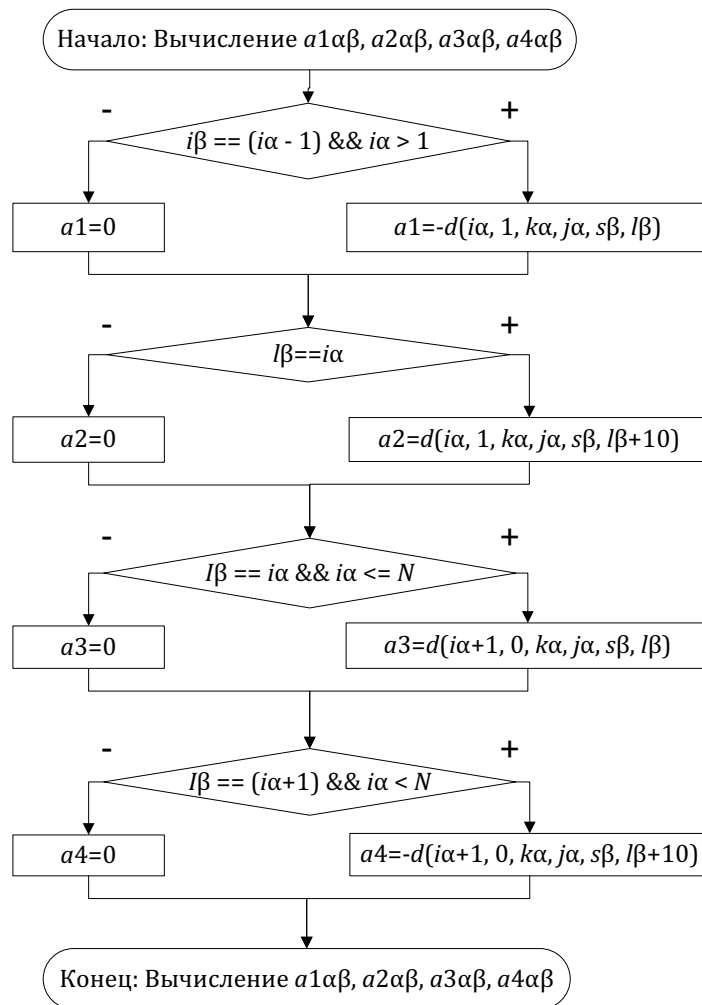 Начало: Вычисление a1αβ, a2αβ, a3αβ, a4αβ
- +
iβ == (iα - 1) && iα > 1
a1=0 a1=-d(iα, 1, kα, jα, sβ, lβ)
- +
lβ==iα
a2=0 a2=d(iα, 1, kα, jα, sβ, lβ+10)
- +
Iβ == iα && iα <= N
a3=0 a3=d(iα+1, 0, kα, jα, sβ, lβ)
- +
Iβ == (iα+1) && iα < N
a4=0 a4=-d(iα+1, 0, kα, jα, sβ, lβ+10)
Конец: Вычисление a1αβ, a2αβ, a3αβ, a4αβ